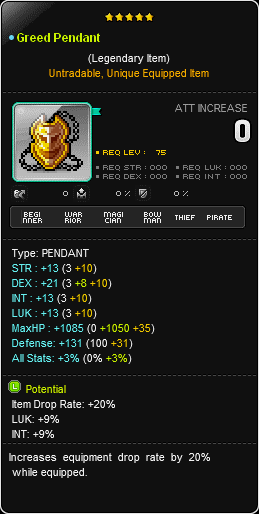 Greed Pendant
(Legendary Item)
Untradable, Unique Equipped Item
ATT INCREASE
0
REQ LEV : 75
REQ STR : 000 REQ LUK : 000
REQ DEX : 000 REQ INT : 000
0 0 % 0 %
BEGINNER WARRIOR MAGICIAN BOWMAN THIEF PIRATE
Type: PENDANT
STR : +13 (3 +10)
DEX : +21 (3 +8 +10)
INT : +13 (3 +10)
LUK : +13 (3 +10)
MaxHP : +1085 (0 +1050 +35)
Defense: +131 (100 +31)
All Stats: +3% (0% +3%)
L Potential
Item Drop Rate: +20%
LUK: +9%
INT: +9%
Increases equipment drop rate by 20%
while equipped.